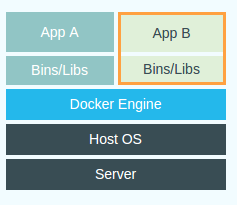 App A
App B
Bins/Libs
Bins/Libs
Docker Engine
Host OS
Server